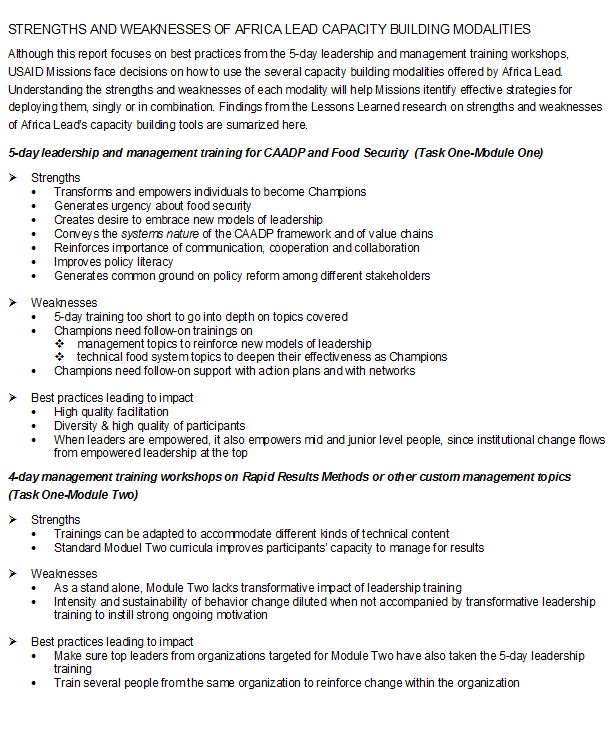 STRENGTHS AND WEAKNESSES OF AFRICA LEAD CAPACITY BUILDING MODALITIES
Although this report focuses on best practices from the 5-day leadership and management training workshops,
USAID Missions face decisions on how to use the several capacity building modalities offered by Africa Lead.
Understanding the strengths and weaknesses of each modality will help Missions itentify effective strategies for
deploying them, singly or in combination. Findings from the Lessons Learned research on strengths and weaknesses
of Africa Lead's capacity building tools are sumarized here.
5-day leadership and management training for CAADP and Food Security (Task One-Module One)
➢ Strengths
• Transforms and empowers individuals to become Champions
• Generates urgency about food security
• Creates desire to embrace new models of leadership
• Conveys the systems nature of the CAADP framework and of value chains
• Reinforces importance of communication, cooperation and collaboration
• Improves policy literacy
• Generates common ground on policy reform among different stakeholders
➢ Weaknesses
• 5-day training too short to go into depth on topics covered
• Champions need follow-on trainings on
❖ management topics to reinforce new models of leadership
❖ technical food system topics to deepen their effectiveness as Champions
• Champions need follow-on support with action plans and with networks
➢ Best practices leading to impact
• High quality facilitation
• Diversity & high quality of participants
• When leaders are empowered, it also empowers mid and junior level people, since institutional change flows
from empowered leadership at the top
4-day management training workshops on Rapid Results Methods or other custom management topics
(Task One-Module Two)
➢ Strengths
• Trainings can be adapted to accommodate different kinds of technical content
• Standard Moduel Two curricula improves participants' capacity to manage for results
➢ Weaknesses
• As a stand alone, Module Two lacks transformative impact of leadership training
• Intensity and sustainability of behavior change diluted when not accompanied by transformative leadership
training to instill strong ongoing motivation
➢ Best practices leading to impact
• Make sure top leaders from organizations targeted for Module Two have also taken the 5-day leadership
training
• Train several people from the same organization to reinforce change within the organization